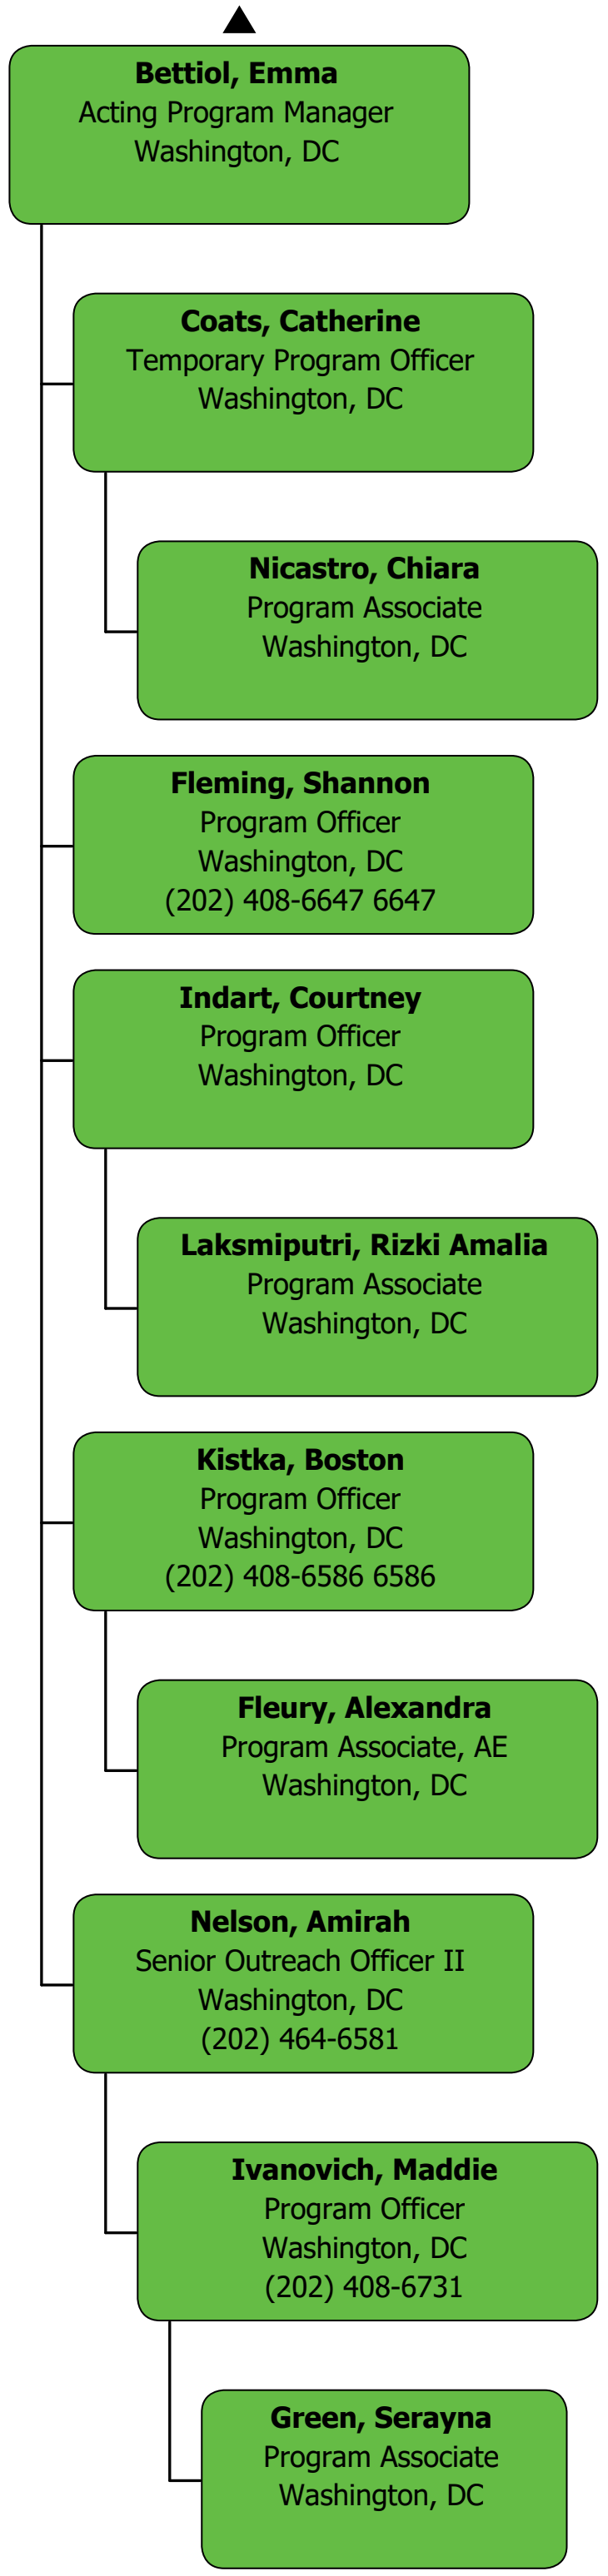 Bettiol, Emma
Acting Program Manager
Washington, DC
Coats, Catherine
Temporary Program Officer
Washington, DC
Nicastro, Chiara
Program Associate
Washington, DC
Fleming, Shannon
Program Officer
Washington, DC
(202) 408-6647 6647
Indart, Courtney
Program Officer
Washington, DC
Laksmiputri, Rizki Amalia
Program Associate
Washington, DC
Kistka, Boston
Program Officer
Washington, DC
(202) 408-6586 6586
Fleury, Alexandra
Program Associate, AE
Washington, DC
Nelson, Amirah
Senior Outreach Officer II
Washington, DC
(202) 464-6581
Ivanovich, Maddie
Program Officer
Washington, DC
(202) 408-6731
Green, Serayna
Program Associate
Washington, DC